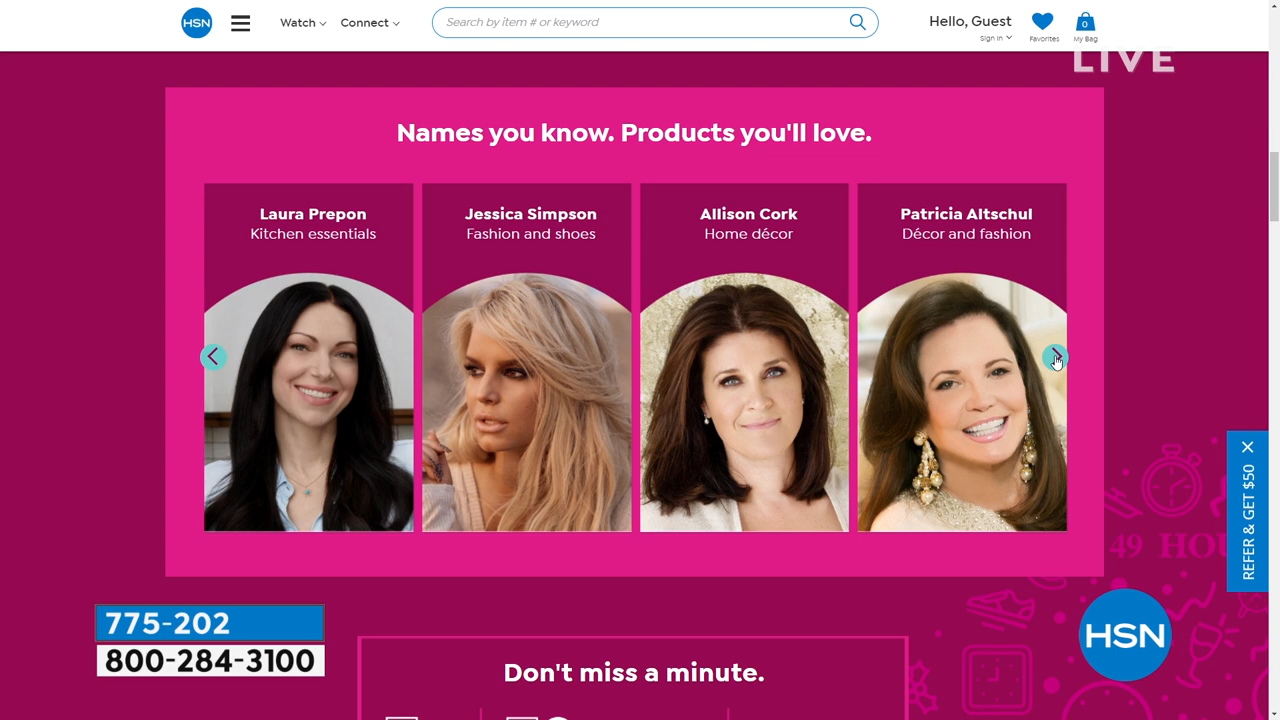 HSN
Watch
Connect
Search by item # or keyword
Hello, Guest
Sign In
Favorites
0
My Bag
LIVE
Names you know. Products you'll love.
Laura Prepon
Kitchen essentials
Jessica Simpson
Fashion and shoes
Allison Cork
Home décor
Patricia Altschul
Décor and fashion
REFER & GET $50
49 HOU
775-202
800-284-3100
HSN
Don't miss a minute.